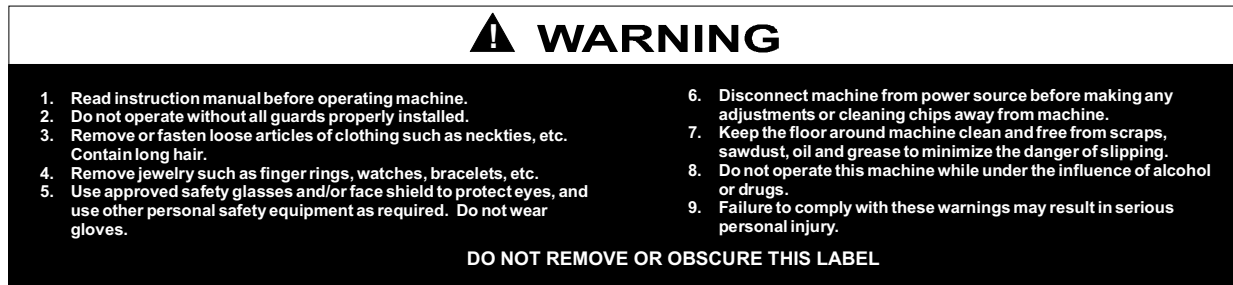 WARNING
1. Read instruction manual before operating machine.
2. Do not operate without all guards properly installed.
3. Remove or fasten loose articles of clothing such as neckties, etc.
Contain long hair.
4. Remove jewelry such as finger rings, watches, bracelets, etc.
5. Use approved safety glasses and/or face shield to protect eyes, and
use other personal safety equipment as required. Do not wear
gloves.
6. Disconnect machine from power source before making any
adjustments or cleaning chips away from machine.
7. Keep the floor around machine clean and free from scraps,
sawdust, oil and grease to minimize the danger of slipping.
8. Do not operate this machine while under the influence of alcohol
or drugs.
9. Failure to comply with these warnings may result in serious
personal injury.
DO NOT REMOVE OR OBSCURE THIS LABEL